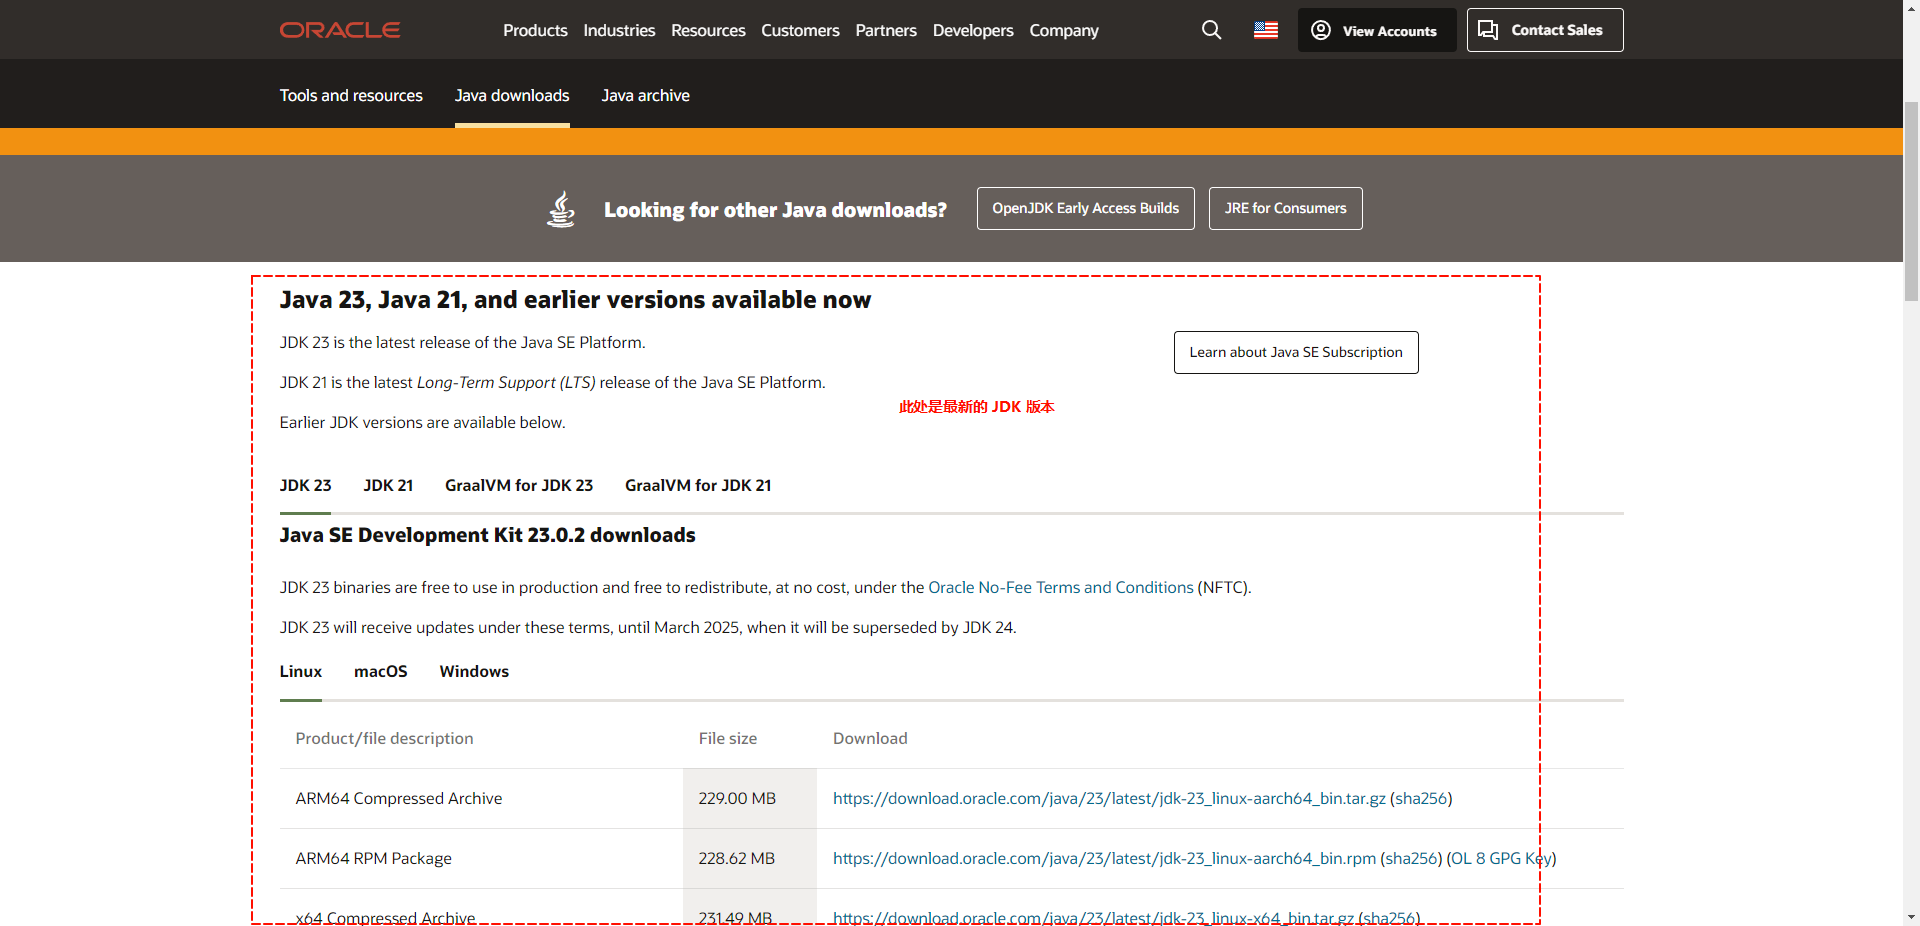 ORACLE Products Industries Resources Customers Partners Developers Company View Accounts Contact Sales
Tools and resources Java downloads Java archive
Looking for other Java downloads? OpenJDK Early Access Builds JRE for Consumers
Java 23, Java 21, and earlier versions available now
JDK 23 is the latest release of the Java SE Platform.
Learn about Java SE Subscription
JDK 21 is the latest Long-Term Support (LTS) release of the Java SE Platform.
此处是最新的 JDK 版本
Earlier JDK versions are available below.
JDK 23 JDK 21 GraalVM for JDK 23 GraalVM for JDK 21
Java SE Development Kit 23.0.2 downloads
JDK 23 binaries are free to use in production and free to redistribute, at no cost, under the Oracle No-Fee Terms and Conditions (NFTC).
JDK 23 will receive updates under these terms, until March 2025, when it will be superseded by JDK 24.
Linux macOS Windows
Product/file description File size Download
ARM64 Compressed Archive 229.00 MB https://download.oracle.com/java/23/latest/jdk-23_linux-aarch64_bin.tar.gz (sha256)
ARM64 RPM Package 228.62 MB https://download.oracle.com/java/23/latest/jdk-23_linux-aarch64_bin.rpm (sha256) (OL 8 GPG Key)
x64 Compressed Archive 231.49 MB https://download.oracle.com/java/23/latest/jdk-23_linux-x64_bin.tar.gz (sha256)